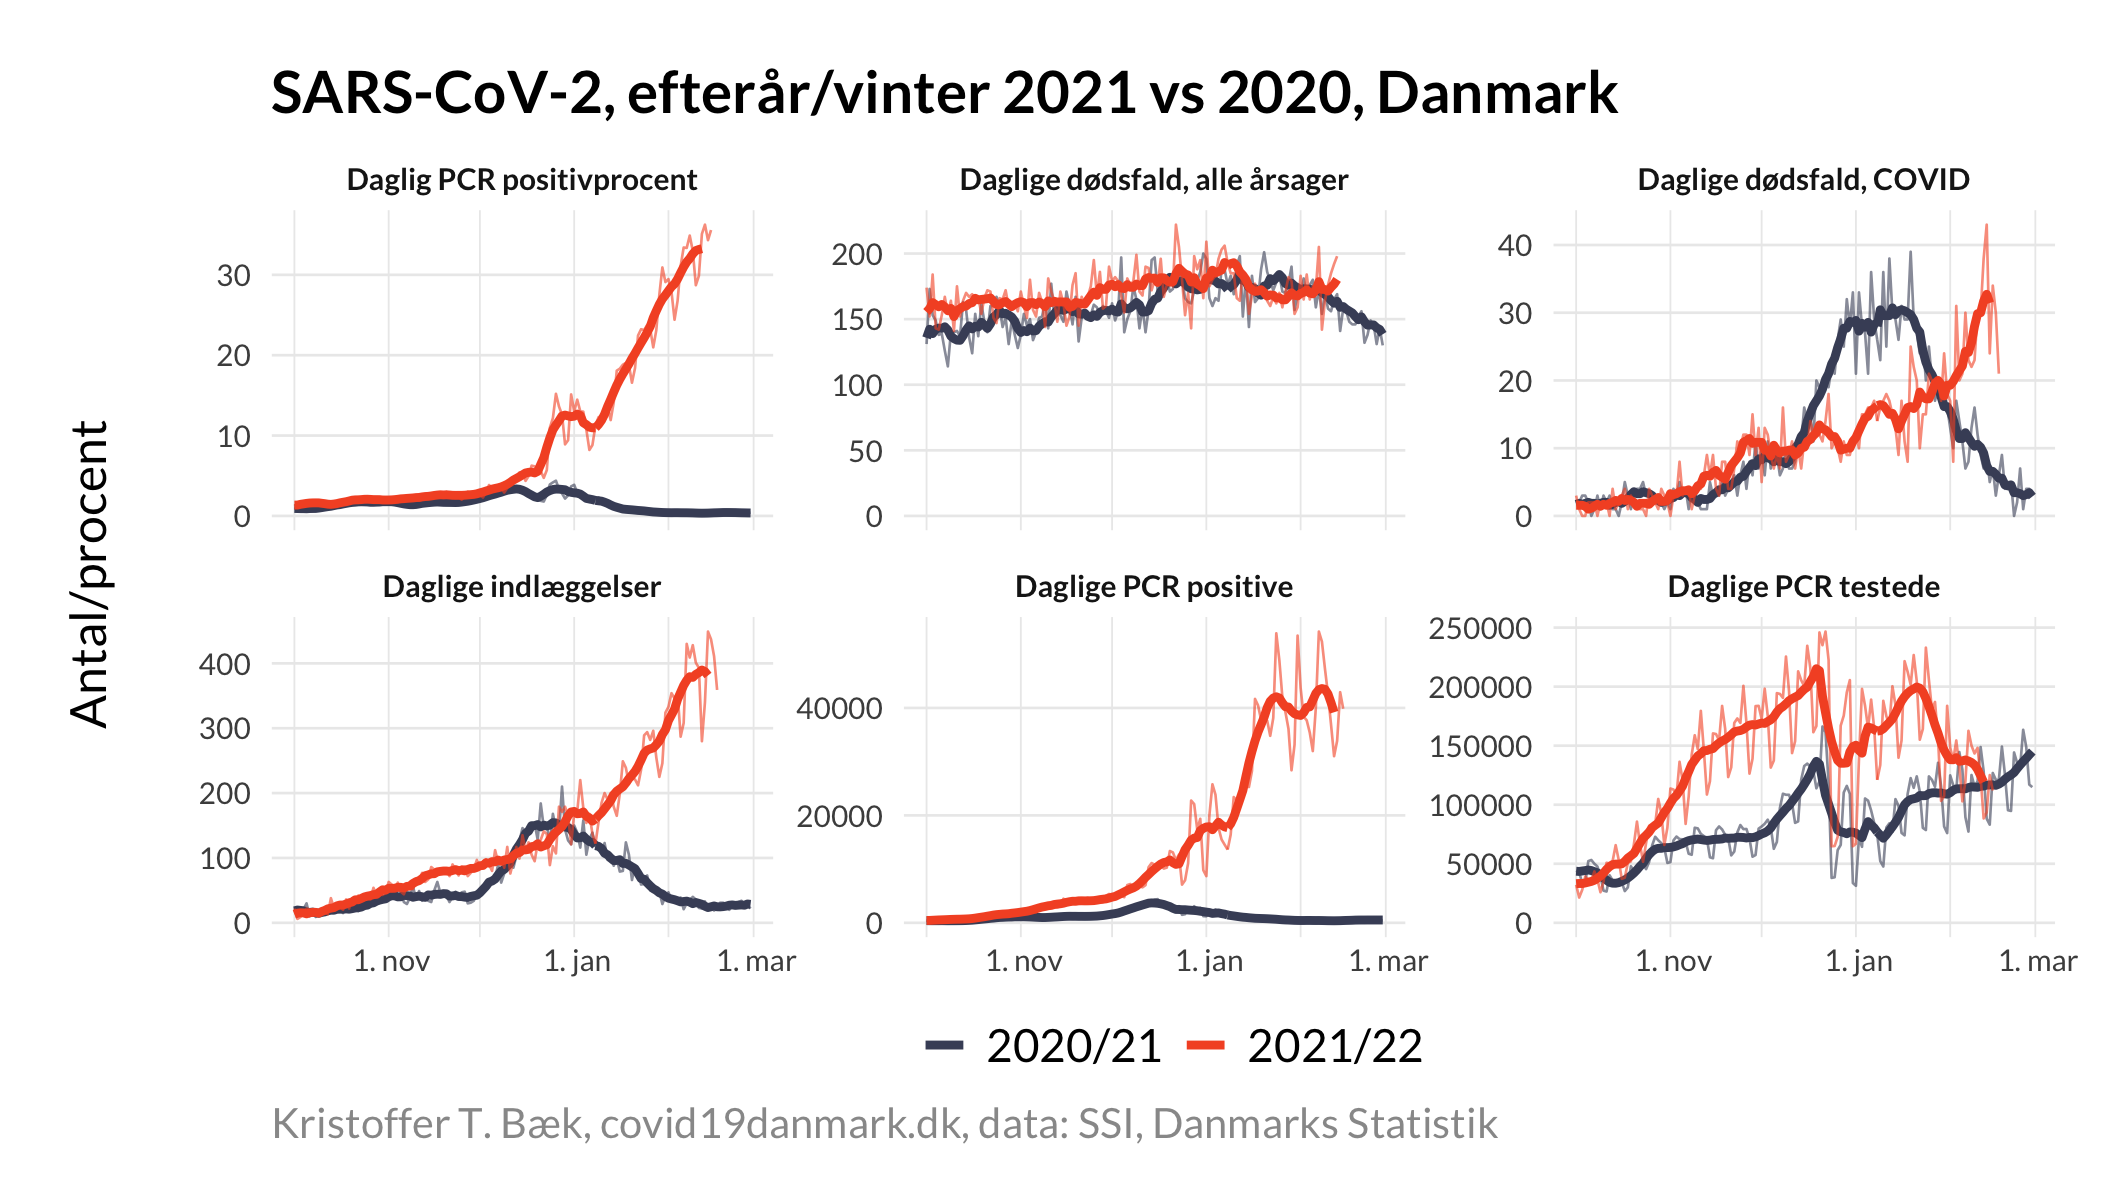 SARS-CoV-2, efterår/vinter 2021 vs 2020, Danmark
Antal/procent
Daglig PCR positivprocent
30
20
10
0
Daglige dødsfald, alle årsager
200
150
100
50
0
Daglige dødsfald, COVID
40
30
20
10
0
Daglige indlæggelser
400
300
200
100
0
1. nov
1. jan
1. mar
Daglige PCR positive
40000
20000
0
1. nov
1. jan
1. mar
Daglige PCR testede
250000
200000
150000
100000
50000
0
1. nov
1. jan
1. mar
2020/21
2021/22
Kristoffer T. Bæk, covid19danmark.dk, data: SSI, Danmarks Statistik